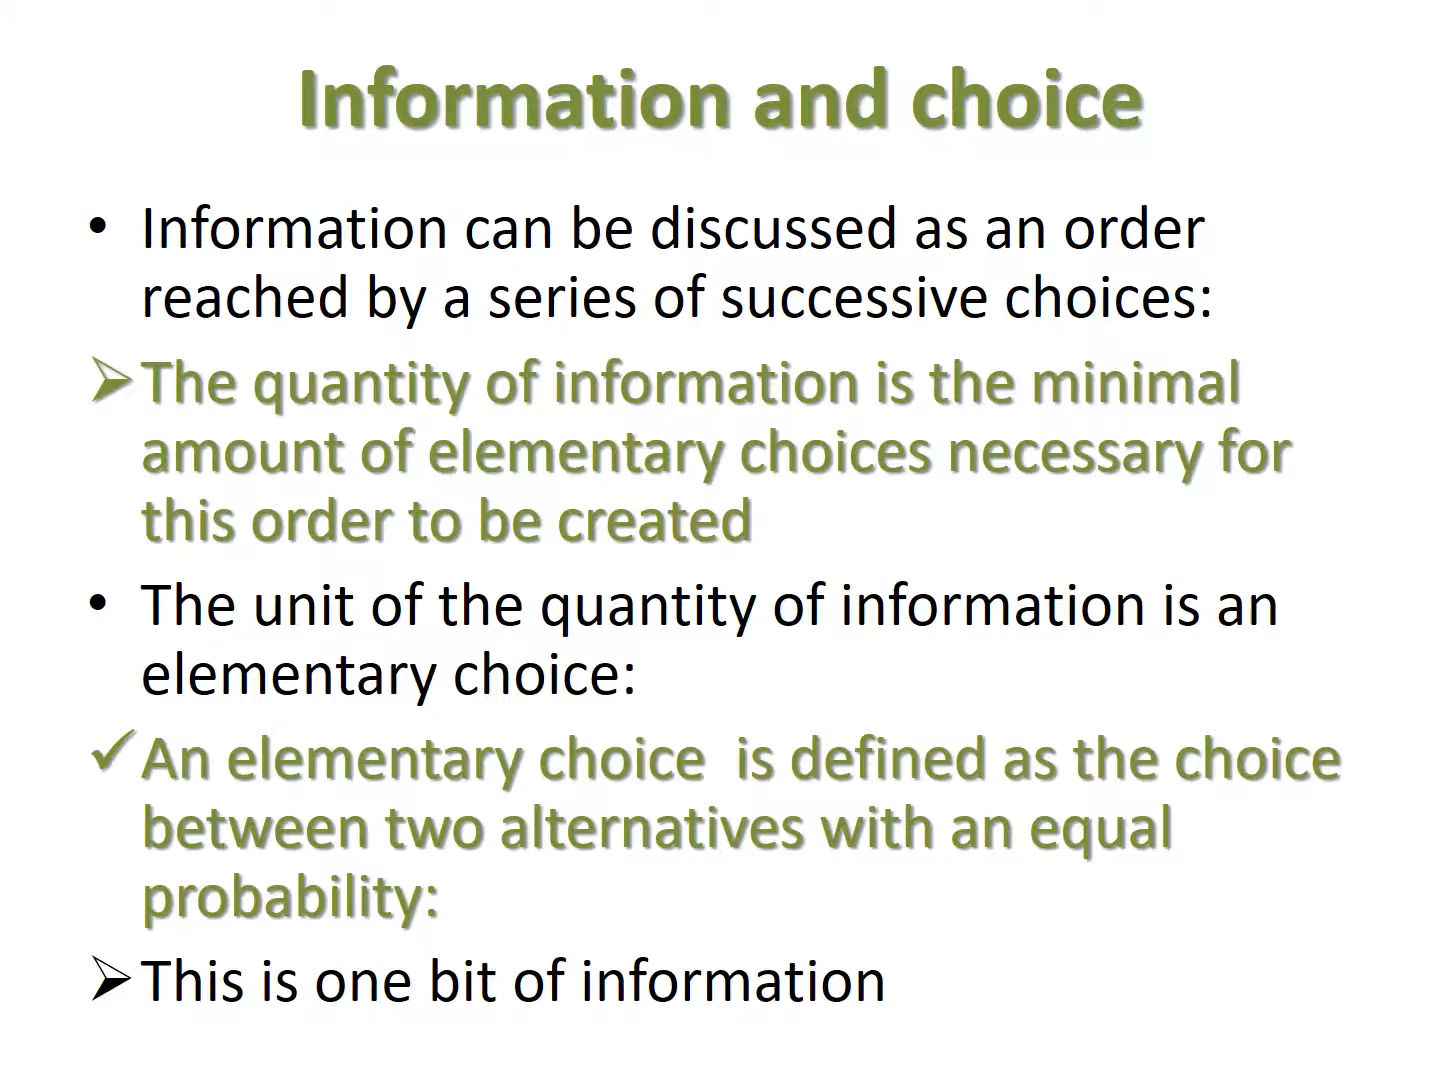 Information and choice
• Information can be discussed as an order
reached by a series of successive choices:
➢ The quantity of information is the minimal
amount of elementary choices necessary for
this order to be created
• The unit of the quantity of information is an
elementary choice:
✓ An elementary choice  is defined as the choice
between two alternatives with an equal
probability:
➢ This is one bit of information